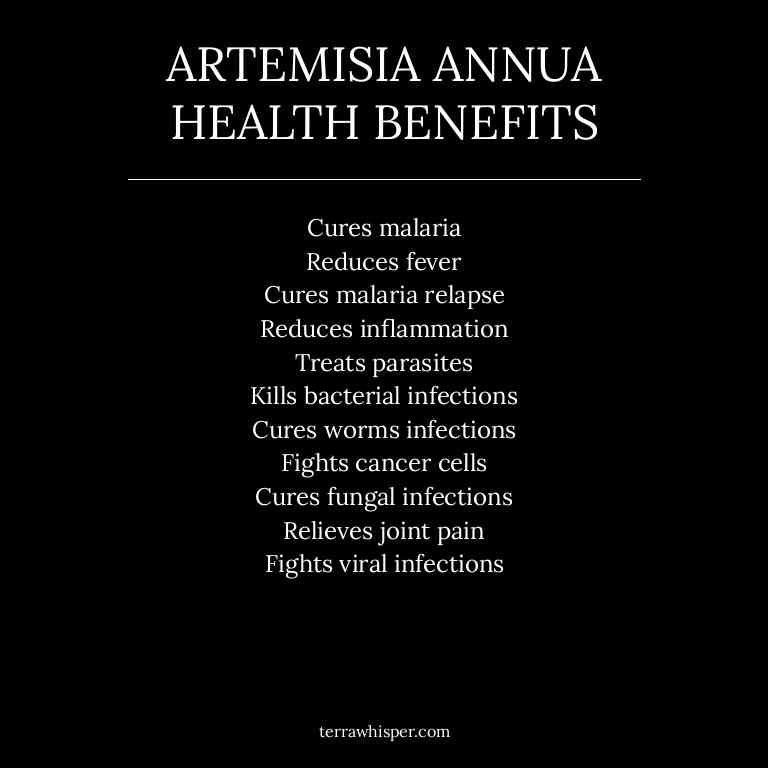 ARTEMISIA ANNUA
HEALTH BENEFITS
Cures malaria
Reduces fever
Cures malaria relapse
Reduces inflammation
Treats parasites
Kills bacterial infections
Cures worms infections
Fights cancer cells
Cures fungal infections
Relieves joint pain
Fights viral infections
terrawhisper.com